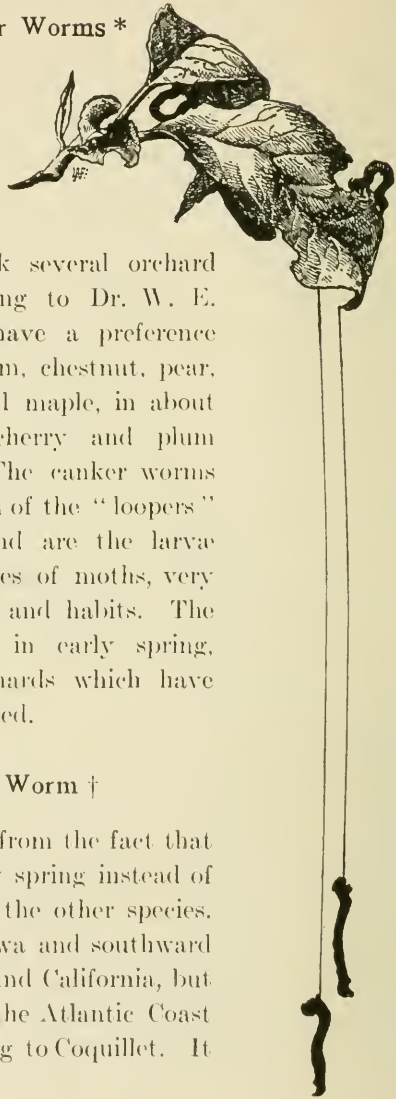 r Worms *
k several orchard
ng to Dr. W. E.
have a preference
m, chestnut, pear,
l maple, in about
cherry and plum
The canker worms
of the "loopers"
nd are the larvæ
es of moths, very
and habits. The
in early spring,
hards which have
ed.
Worm †
from the fact that
spring instead of
the other species.
wa and southward
nd California, but
he Atlantic Coast
g to Coquillet. It